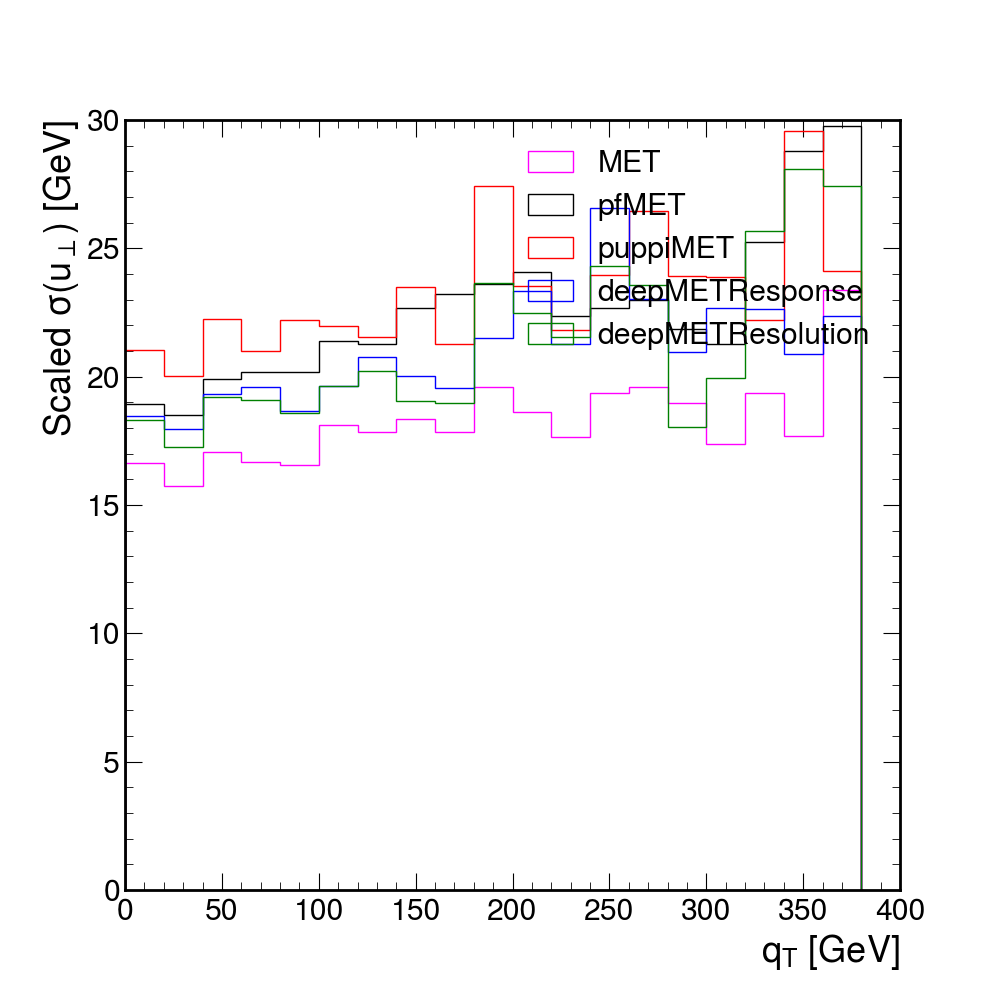 Scaled σ(u⊥) [GeV]
30
25
20
15
10
5
0
MET
pfMET
puppiMET
deepMETResponse
deepMETResolution
0 50 100 150 200 250 300 350 400
qT [GeV]